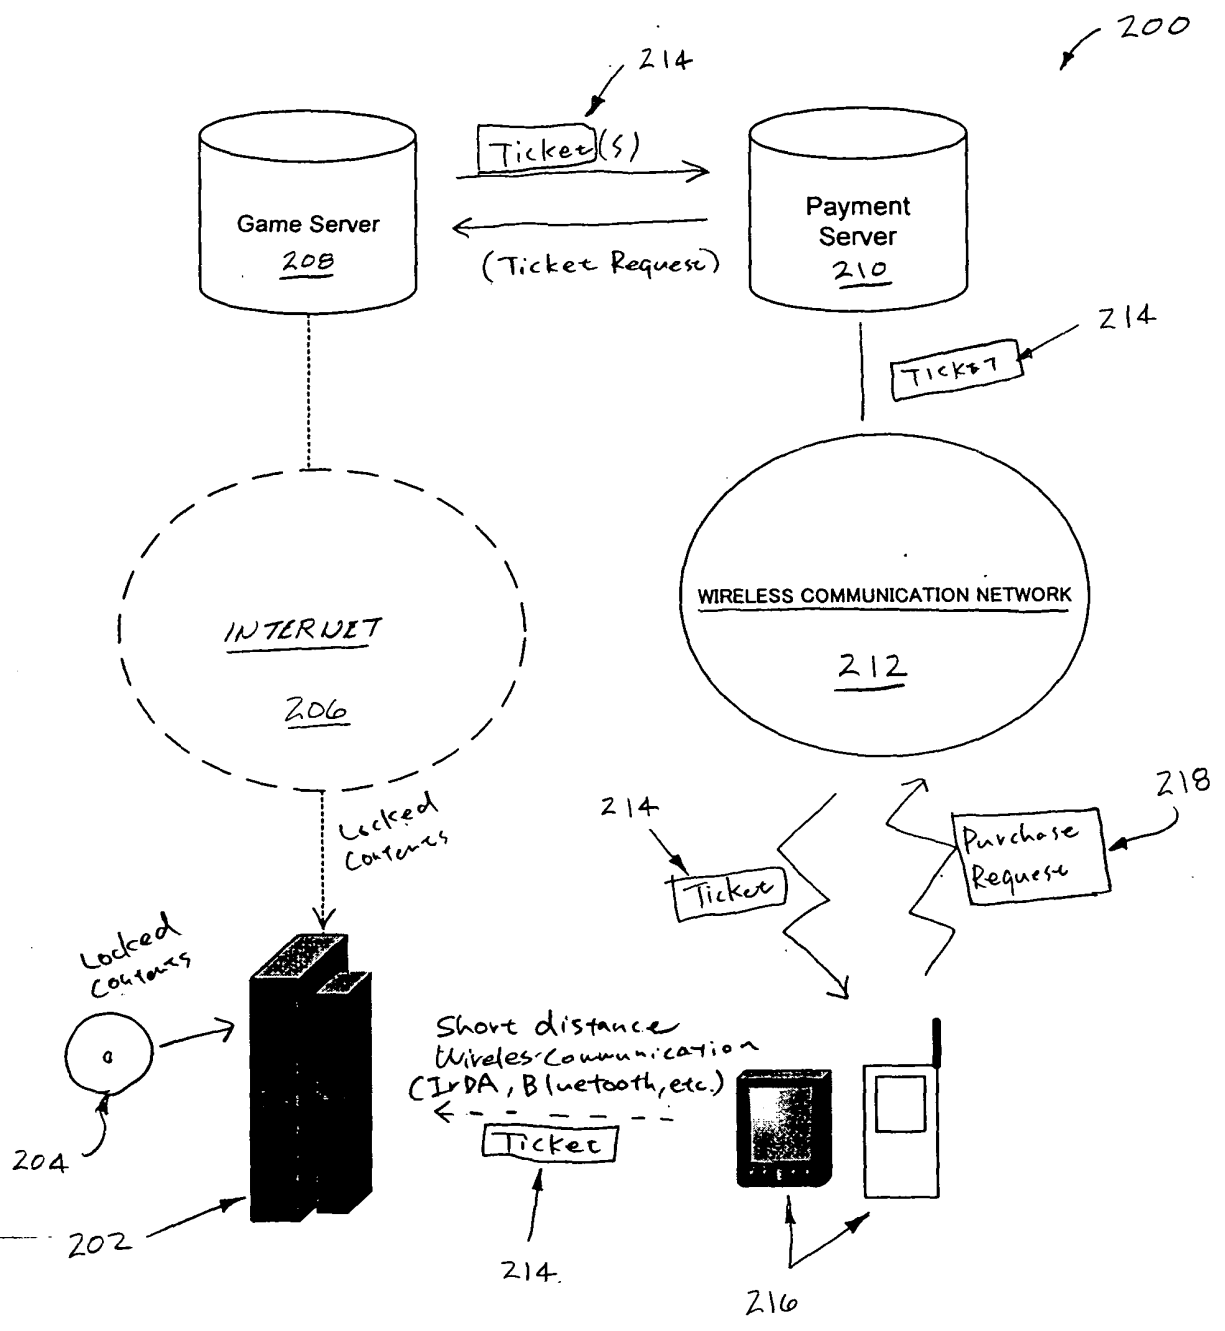 200
214
Ticket(s)
Game Server
208
Payment
Server
210
(Ticket Request)
214
TICKET
INTERNET
206
WIRELESS COMMUNICATION NETWORK
212
Locked
Contents
214
Ticket
218
Purchase
Request
Locked
Contents
204
202
Short distance
Wireless Communication
(IrDA, Bluetooth, etc.)
Ticket
214
216